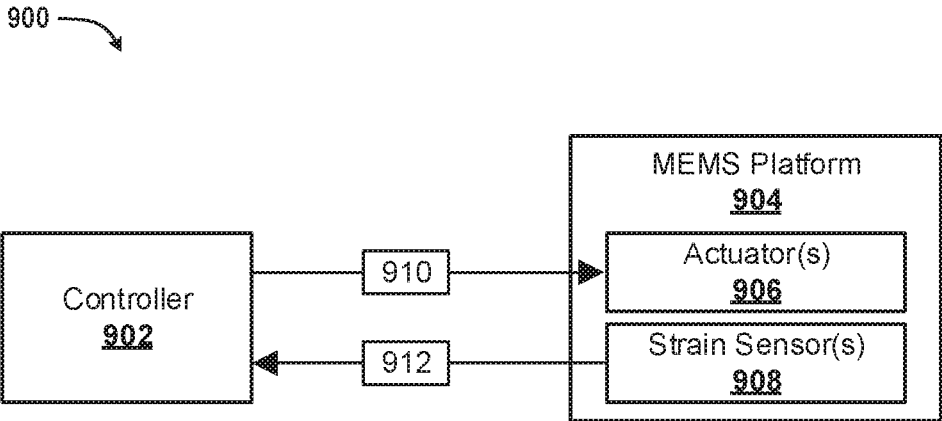 900
MEMS Platform
904
Controller
902
910
Actuator(s)
906
912
Strain Sensor(s)
908